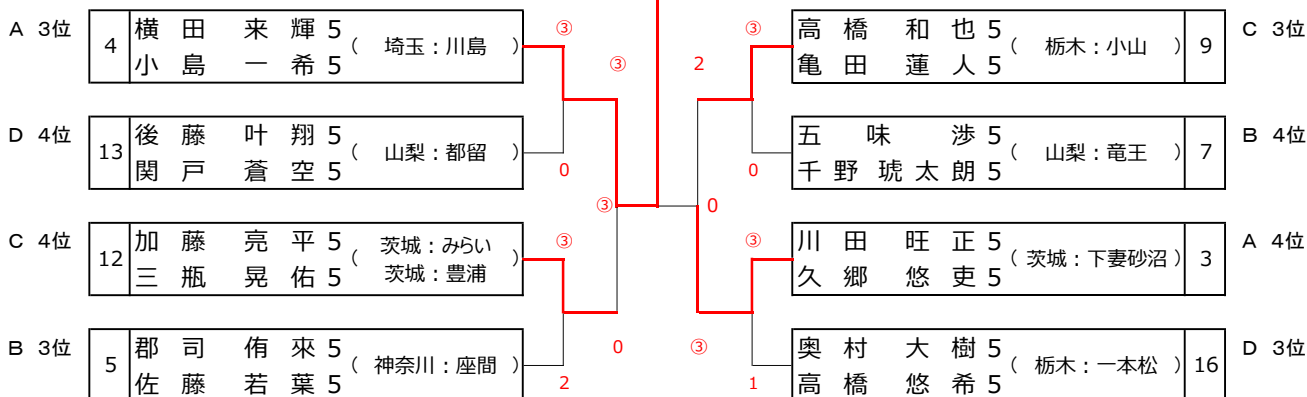 A 3位 4 横田 来輝 5 ( 埼玉：川島 ) ③
小島 一希 5
③
D 4位 13 後藤 叶翔 5 ( 山梨：都留 ) 0
関戸 蒼空 5
③
C 4位 12 加藤 亮平 5 ( 茨城：みらい ) ③
三瓶 晃佑 5 茨城：豊浦
0
B 3位 5 郡司 侑來 5 ( 神奈川：座間 ) 2
佐藤 若葉 5
③ 高橋 和也 5 ( 栃木：小山 ) 9 C 3位
亀田 蓮人 5
2
0 五味 渉 5 ( 山梨：竜王 ) 7 B 4位
千野 琥太朗 5
0
③ 川田 旺正 5 ( 茨城：下妻砂沼 ) 3 A 4位
久郷 悠吏 5
③
1 奥村 大樹 5 ( 栃木：一本松 ) 16 D 3位
高橋 悠希 5